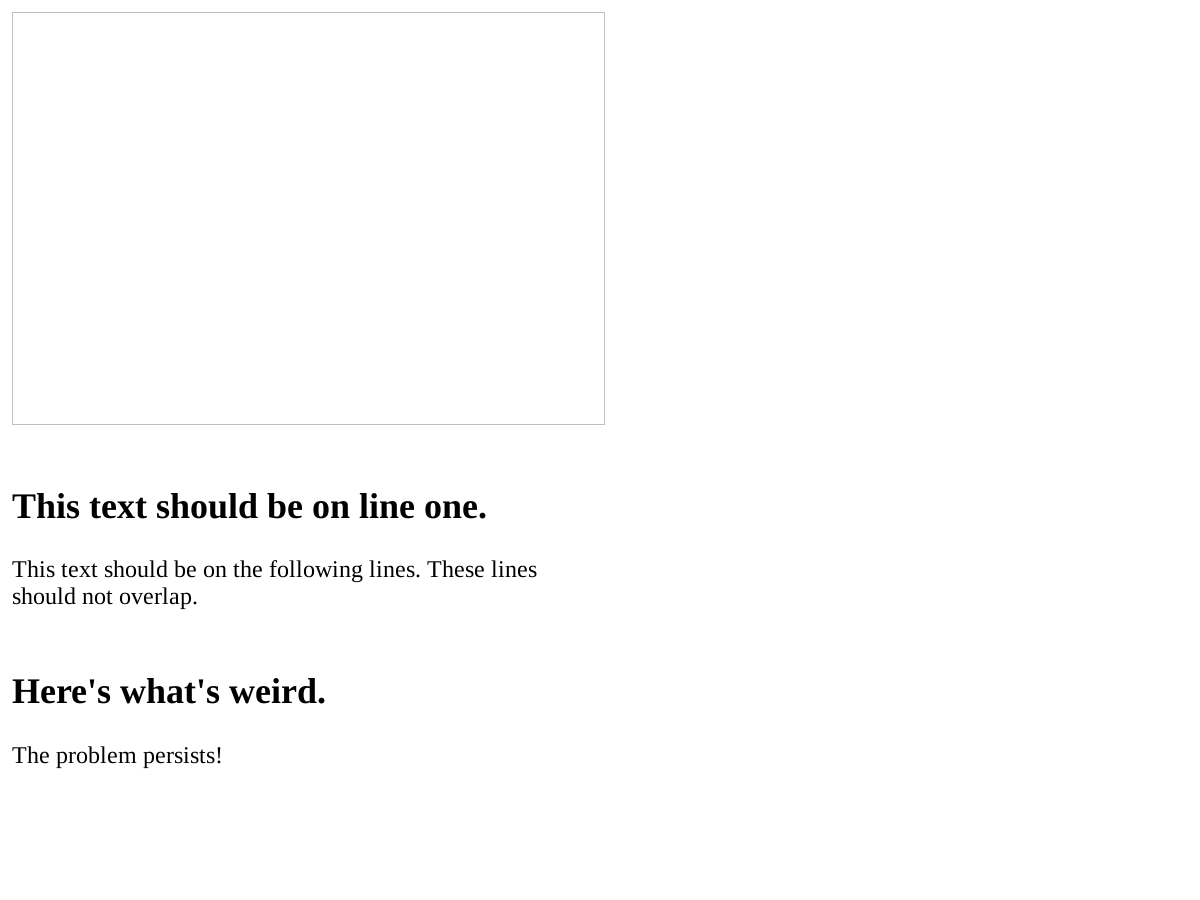 This text should be on line one.
This text should be on the following lines. These lines
should not overlap.
Here's what's weird.
The problem persists!